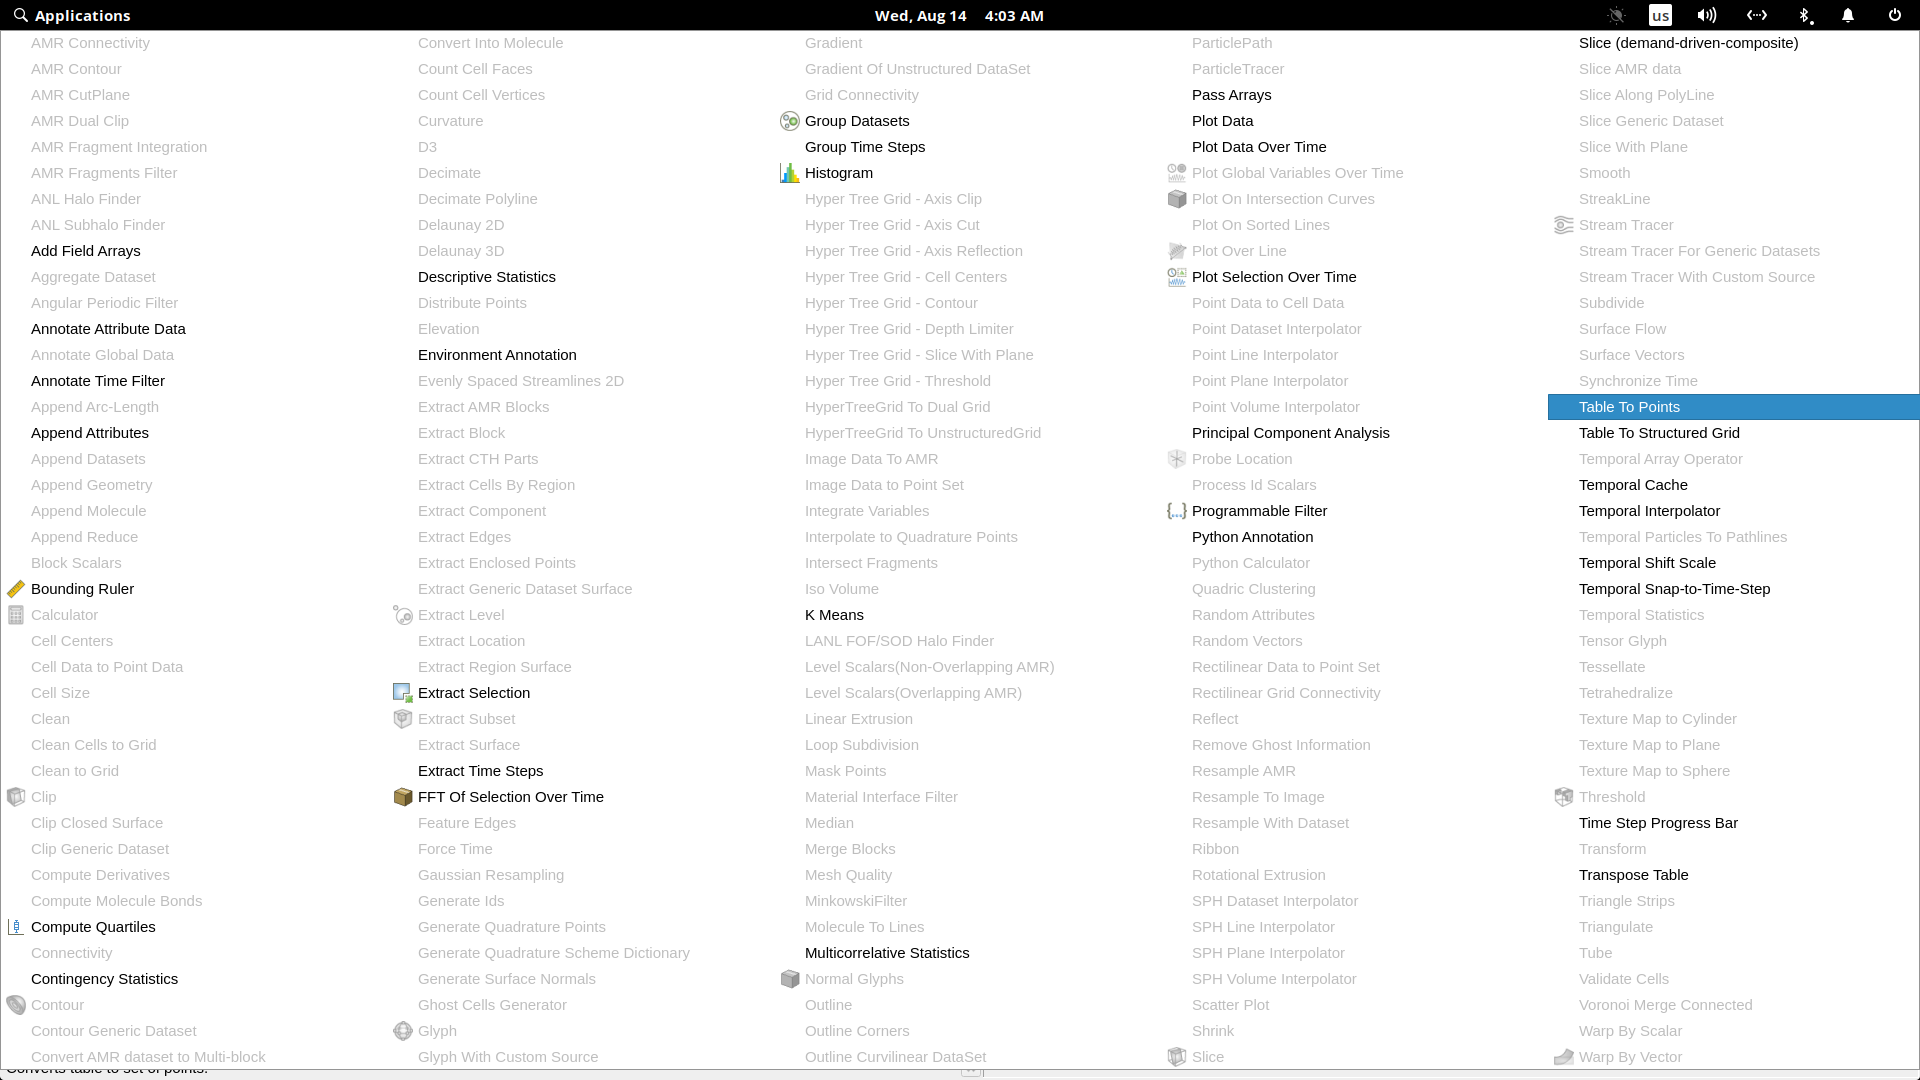 Applications
Wed, Aug 14 4:03 AM
us
AMR Connectivity
AMR Contour
AMR CutPlane
AMR Dual Clip
AMR Fragment Integration
AMR Fragments Filter
ANL Halo Finder
ANL Subhalo Finder
Add Field Arrays
Aggregate Dataset
Angular Periodic Filter
Annotate Attribute Data
Annotate Global Data
Annotate Time Filter
Append Arc-Length
Append Attributes
Append Datasets
Append Geometry
Append Molecule
Append Reduce
Block Scalars
Bounding Ruler
Calculator
Cell Centers
Cell Data to Point Data
Cell Size
Clean
Clean Cells to Grid
Clean to Grid
Clip
Clip Closed Surface
Clip Generic Dataset
Compute Derivatives
Compute Molecule Bonds
Compute Quartiles
Connectivity
Contingency Statistics
Contour
Contour Generic Dataset
Convert AMR dataset to Multi-block
Convert Into Molecule
Count Cell Faces
Count Cell Vertices
Curvature
D3
Decimate
Decimate Polyline
Delaunay 2D
Delaunay 3D
Descriptive Statistics
Distribute Points
Elevation
Environment Annotation
Evenly Spaced Streamlines 2D
Extract AMR Blocks
Extract Block
Extract CTH Parts
Extract Cells By Region
Extract Component
Extract Edges
Extract Enclosed Points
Extract Generic Dataset Surface
Extract Level
Extract Location
Extract Region Surface
Extract Selection
Extract Subset
Extract Surface
Extract Time Steps
FFT Of Selection Over Time
Feature Edges
Force Time
Gaussian Resampling
Generate Ids
Generate Quadrature Points
Generate Quadrature Scheme Dictionary
Generate Surface Normals
Ghost Cells Generator
Glyph
Glyph With Custom Source
Gradient
Gradient Of Unstructured DataSet
Grid Connectivity
Group Datasets
Group Time Steps
Histogram
Hyper Tree Grid - Axis Clip
Hyper Tree Grid - Axis Cut
Hyper Tree Grid - Axis Reflection
Hyper Tree Grid - Cell Centers
Hyper Tree Grid - Contour
Hyper Tree Grid - Depth Limiter
Hyper Tree Grid - Slice With Plane
Hyper Tree Grid - Threshold
HyperTreeGrid To Dual Grid
HyperTreeGrid To UnstructuredGrid
Image Data To AMR
Image Data to Point Set
Integrate Variables
Interpolate to Quadrature Points
Intersect Fragments
Iso Volume
K Means
LANL FOF/SOD Halo Finder
Level Scalars(Non-Overlapping AMR)
Level Scalars(Overlapping AMR)
Linear Extrusion
Loop Subdivision
Mask Points
Material Interface Filter
Median
Merge Blocks
Mesh Quality
MinkowskiFilter
Molecule To Lines
Multicorrelative Statistics
Normal Glyphs
Outline
Outline Corners
Outline Curvilinear DataSet
ParticlePath
ParticleTracer
Pass Arrays
Plot Data
Plot Data Over Time
Plot Global Variables Over Time
Plot On Intersection Curves
Plot On Sorted Lines
Plot Over Line
Plot Selection Over Time
Point Data to Cell Data
Point Dataset Interpolator
Point Line Interpolator
Point Plane Interpolator
Point Volume Interpolator
Principal Component Analysis
Probe Location
Process Id Scalars
Programmable Filter
Python Annotation
Python Calculator
Quadric Clustering
Random Attributes
Random Vectors
Rectilinear Data to Point Set
Rectilinear Grid Connectivity
Reflect
Remove Ghost Information
Resample AMR
Resample To Image
Resample With Dataset
Ribbon
Rotational Extrusion
SPH Dataset Interpolator
SPH Line Interpolator
SPH Plane Interpolator
SPH Volume Interpolator
Scatter Plot
Shrink
Slice
Slice (demand-driven-composite)
Slice AMR data
Slice Along PolyLine
Slice Generic Dataset
Slice With Plane
Smooth
StreakLine
Stream Tracer
Stream Tracer For Generic Datasets
Stream Tracer With Custom Source
Subdivide
Surface Flow
Surface Vectors
Synchronize Time
Table To Points
Table To Structured Grid
Temporal Array Operator
Temporal Cache
Temporal Interpolator
Temporal Particles To Pathlines
Temporal Shift Scale
Temporal Snap-to-Time-Step
Temporal Statistics
Tensor Glyph
Tessellate
Tetrahedralize
Texture Map to Cylinder
Texture Map to Plane
Texture Map to Sphere
Threshold
Time Step Progress Bar
Transform
Transpose Table
Triangle Strips
Triangulate
Tube
Validate Cells
Voronoi Merge Connected
Warp By Scalar
Warp By Vector
Converts table to set of points.